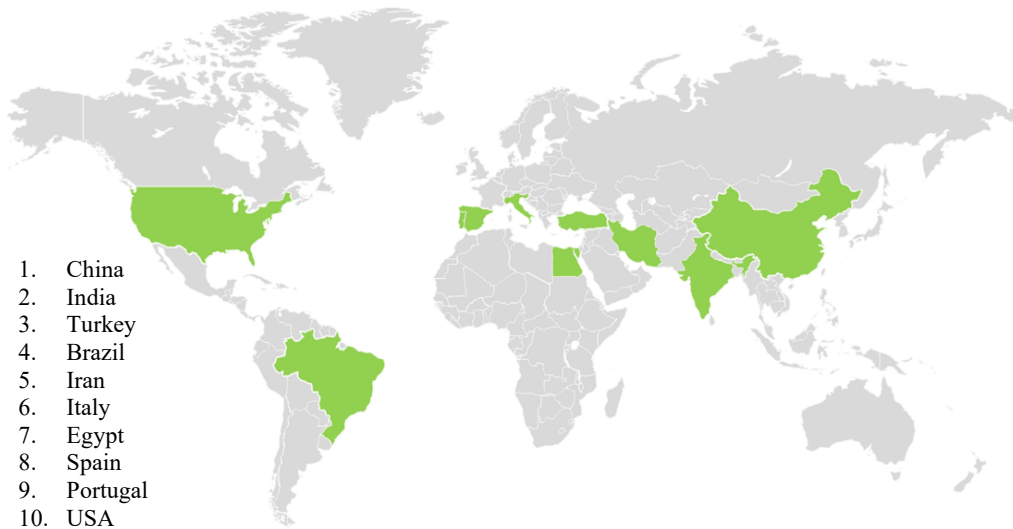 1. China
2. India
3. Turkey
4. Brazil
5. Iran
6. Italy
7. Egypt
8. Spain
9. Portugal
10. USA